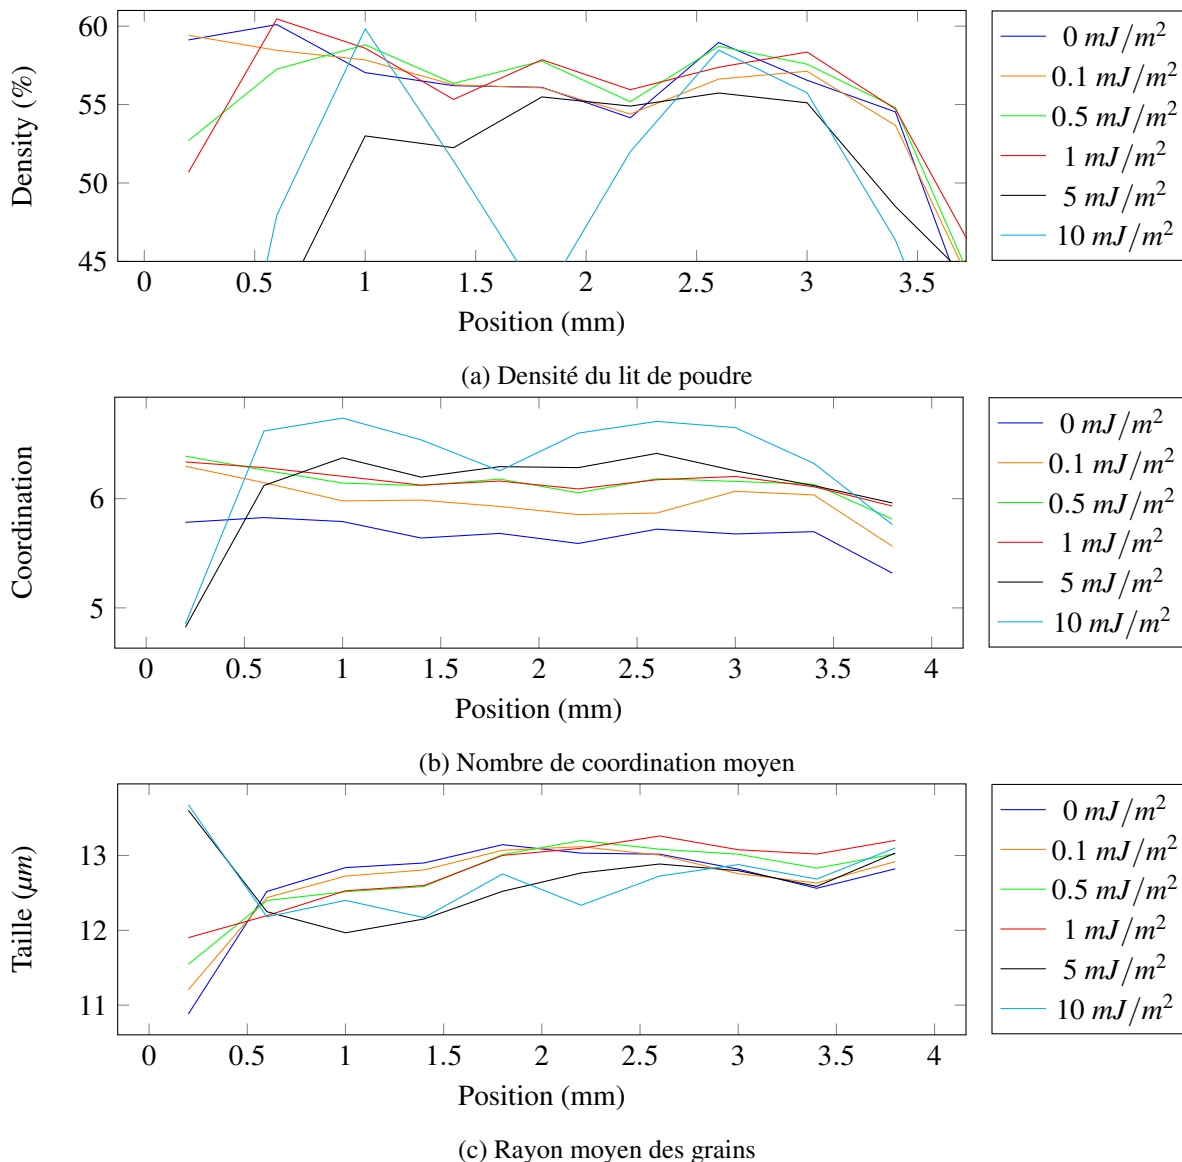 60
55
50
45
Density (%)
0 0.5 1 1.5 2 2.5 3 3.5
Position (mm)
0 mJ/m²
0.1 mJ/m²
0.5 mJ/m²
1 mJ/m²
5 mJ/m²
10 mJ/m²
(a) Densité du lit de poudre
6
5
Coordination
0 0.5 1 1.5 2 2.5 3 3.5 4
Position (mm)
0 mJ/m²
0.1 mJ/m²
0.5 mJ/m²
1 mJ/m²
5 mJ/m²
10 mJ/m²
(b) Nombre de coordination moyen
13
12
11
Taille (μm)
0 0.5 1 1.5 2 2.5 3 3.5 4
Position (mm)
0 mJ/m²
0.1 mJ/m²
0.5 mJ/m²
1 mJ/m²
5 mJ/m²
10 mJ/m²
(c) Rayon moyen des grains